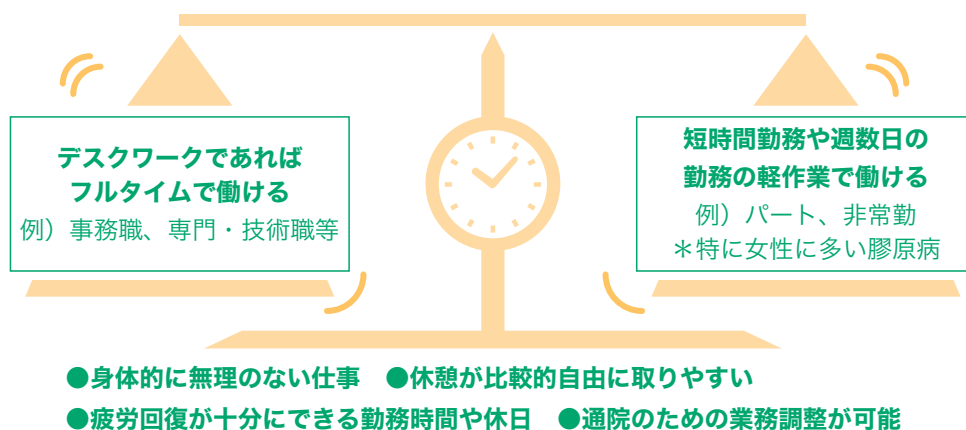 デスクワークであれば
フルタイムで働ける
例）事務職、専門・技術職等
短時間勤務や週数日の
勤務の軽作業で働ける
例）パート、非常勤
＊特に女性に多い膠原病
●身体的に無理のない仕事　●休憩が比較的自由に取りやすい
●疲労回復が十分にできる勤務時間や休日　●通院のための業務調整が可能